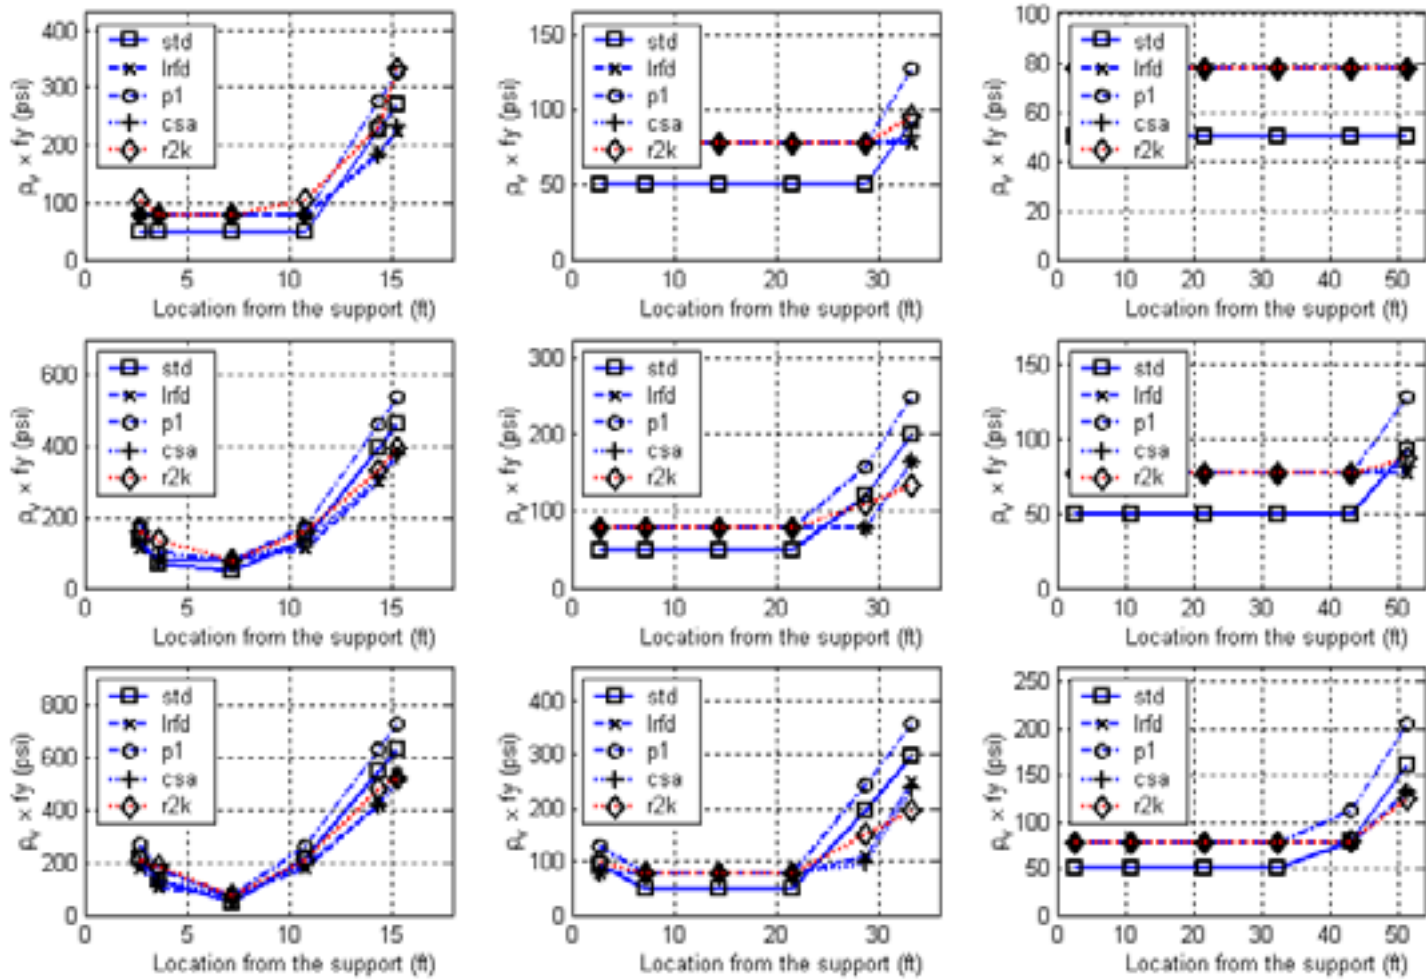 ρv × fy (psi)
400
300
200
100
0
std
lrfd
p1
csa
r2k
0 5 10 15
Location from the support (ft)
ρv × fy (psi)
150
100
50
0
std
lrfd
p1
csa
r2k
0 10 20 30
Location from the support (ft)
ρv × fy (psi)
100
80
60
40
20
0
std
lrfd
p1
csa
r2k
0 10 20 30 40 50
Location from the support (ft)
ρv × fy (psi)
600
400
200
0
std
lrfd
p1
csa
r2k
0 5 10 15
Location from the support (ft)
ρv × fy (psi)
300
200
100
0
std
lrfd
p1
csa
r2k
0 10 20 30
Location from the support (ft)
ρv × fy (psi)
150
100
50
0
std
lrfd
p1
csa
r2k
0 10 20 30 40 50
Location from the support (ft)
ρv × fy (psi)
800
600
400
200
0
std
lrfd
p1
csa
r2k
0 5 10 15
Location from the support (ft)
ρv × fy (psi)
400
300
200
100
0
std
lrfd
p1
csa
r2k
0 10 20 30
Location from the support (ft)
ρv × fy (psi)
250
200
150
100
50
0
std
lrfd
p1
csa
r2k
0 10 20 30 40 50
Location from the support (ft)